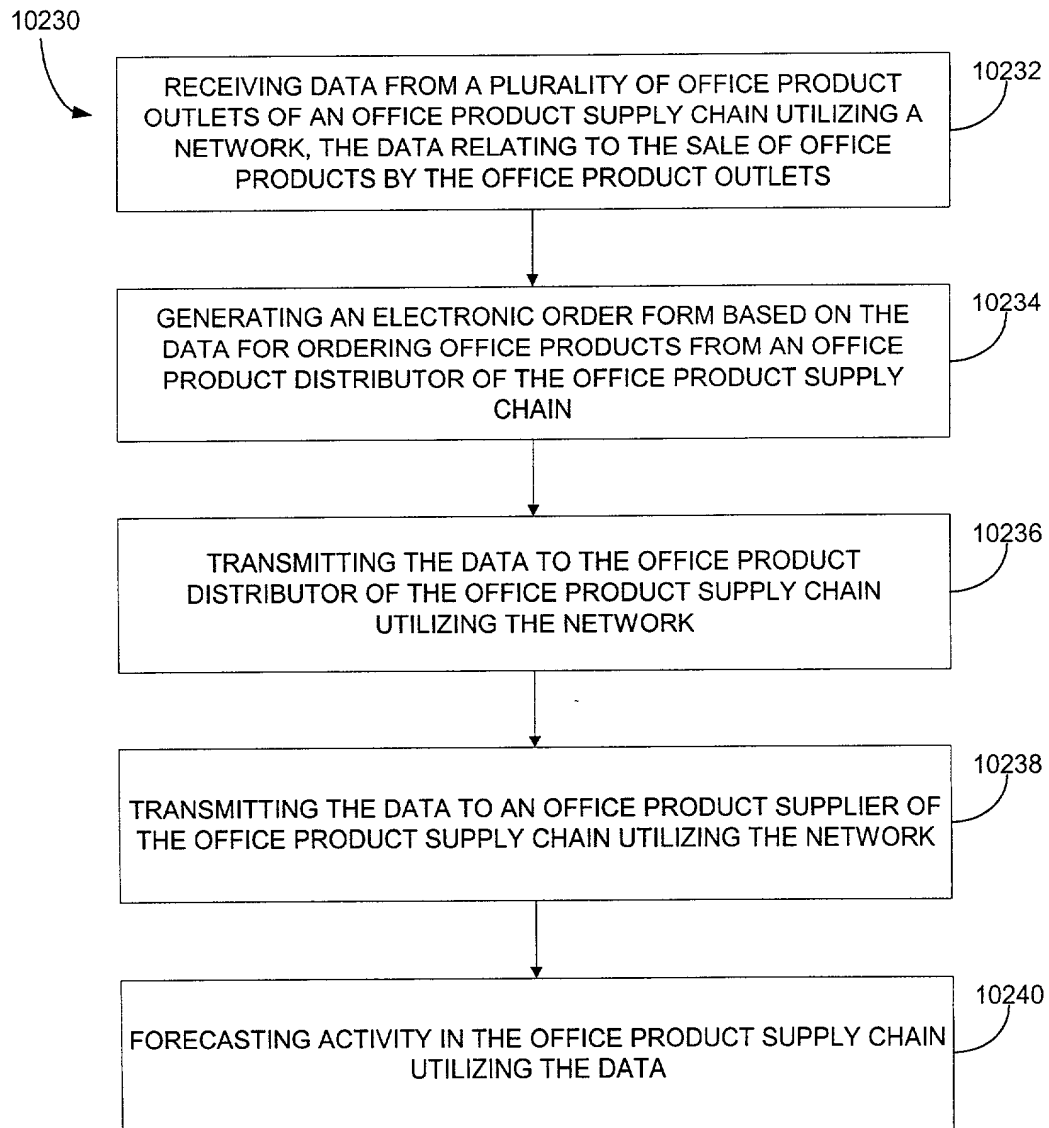 10230
10232
RECEIVING DATA FROM A PLURALITY OF OFFICE PRODUCT
OUTLETS OF AN OFFICE PRODUCT SUPPLY CHAIN UTILIZING A
NETWORK, THE DATA RELATING TO THE SALE OF OFFICE
PRODUCTS BY THE OFFICE PRODUCT OUTLETS
10234
GENERATING AN ELECTRONIC ORDER FORM BASED ON THE
DATA FOR ORDERING OFFICE PRODUCTS FROM AN OFFICE
PRODUCT DISTRIBUTOR OF THE OFFICE PRODUCT SUPPLY
CHAIN
10236
TRANSMITTING THE DATA TO THE OFFICE PRODUCT
DISTRIBUTOR OF THE OFFICE PRODUCT SUPPLY CHAIN
UTILIZING THE NETWORK
10238
TRANSMITTING THE DATA TO AN OFFICE PRODUCT SUPPLIER OF
THE OFFICE PRODUCT SUPPLY CHAIN UTILIZING THE NETWORK
10240
FORECASTING ACTIVITY IN THE OFFICE PRODUCT SUPPLY CHAIN
UTILIZING THE DATA